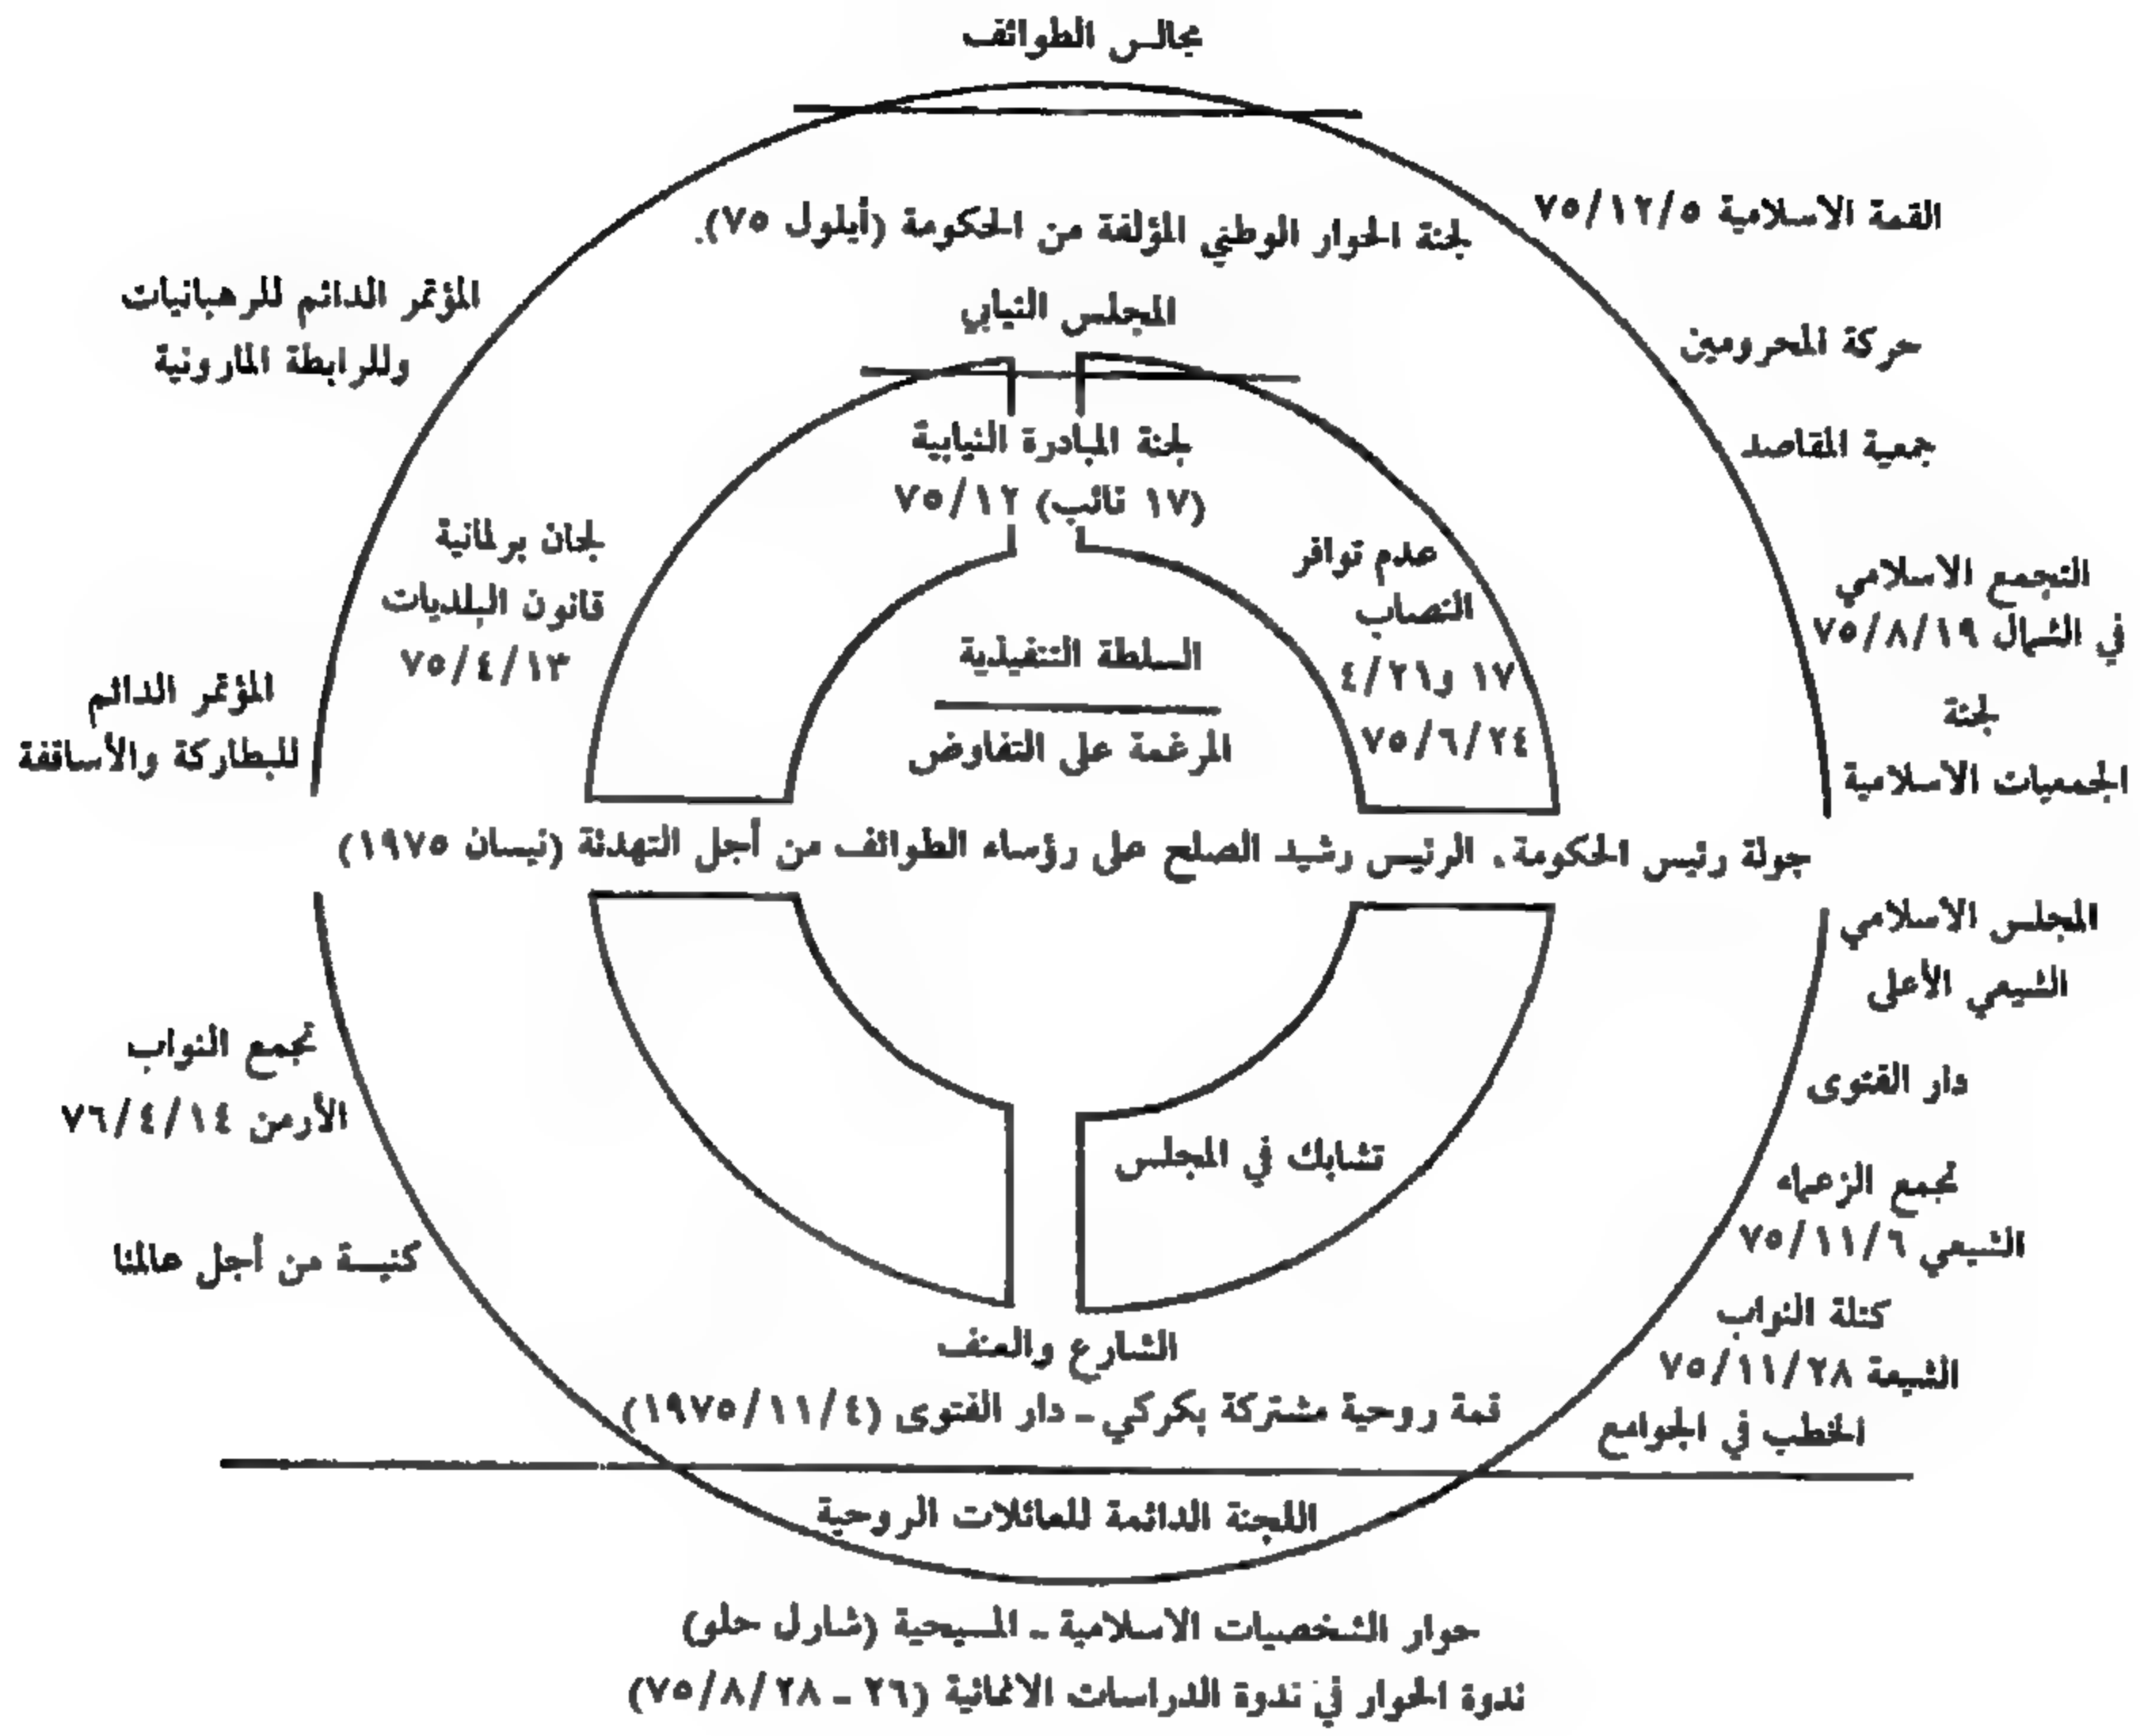 مجالس الطوائف
لجنة الحوار الوطني المؤلفة من الحكومة (أيلول ٧٥).
المجلس النيابي
لجنة المبادرة النيابية
(١٧ نائب) ٧٥/١٢
القمة الاسلامية ٧٥/١٢/٥
حركة المحرومين
جمعية المقاصد
التجمع الاسلامي
في الشمال ٧٥/٨/١٩
لجنة
الجمعيات الاسلامية
عدم توافر
النصاب
١٧ و٤/٢١
٧٥/٦/٢٤
السلطة التنفيذية
المرغمة على التفاوض
لجان برلمانية
قانون البلديات
٧٥/٤/١٣
المؤتمر الدائم للرهبانيات
وللرابطة المارونية
المؤتمر الدائم
للبطاركة والأساقفة
جولة رئيس الحكومة، الرئيس رشيد الصلح على رؤساء الطوائف من أجل التهدئة (نيسان ١٩٧٥)
المجلس الاسلامي
الشيعي الأعلى
دار الفتوى
تجمع الزعماء
الشيعي ٧٥/١١/٦
كتلة النواب
الشيعة ٧٥/١١/٢٨
الخطب في الجوامع
تشابك في المجلس
تجمع النواب
الأرمن ٧٦/٤/١٤
كنيسة من أجل عالمنا
الشارع والعنف
قمة روحية مشتركة بكركي - دار الفتوى (١٩٧٥/١١/٤)
اللجنة الدائمة للعائلات الروحية
حوار الشخصيات الاسلامية - المسيحية (شارل حلو)
ندوة الحوار في ندوة الدراسات الانمائية (٢٦ - ٧٥/٨/٢٨)